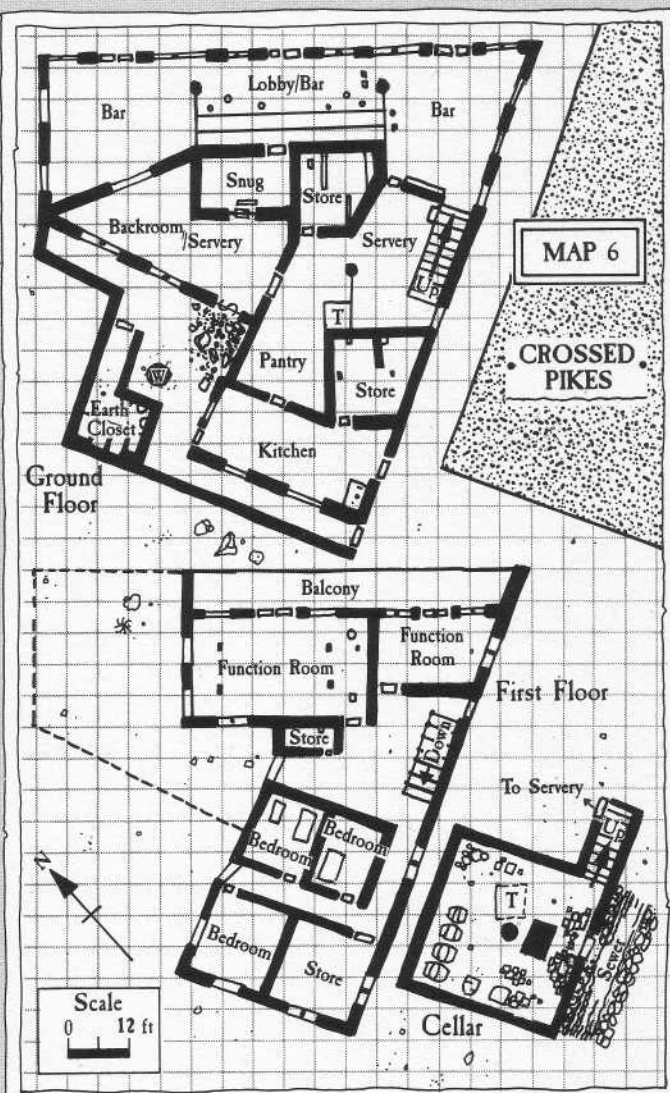 Lobby/Bar
Bar
Bar
Snug
Store
Backroom
/Servery
Servery
Up
MAP 6
T
CROSSED
PIKES
W
Pantry
Store
Earth
Closet
Kitchen
Ground
Floor
Balcony
Function Room
Function
Room
First Floor
Store
Down
To Servery
Up
Bedroom
Bedroom
T
N
Bedroom
Store
Sewer
Scale
0 12 ft
Cellar